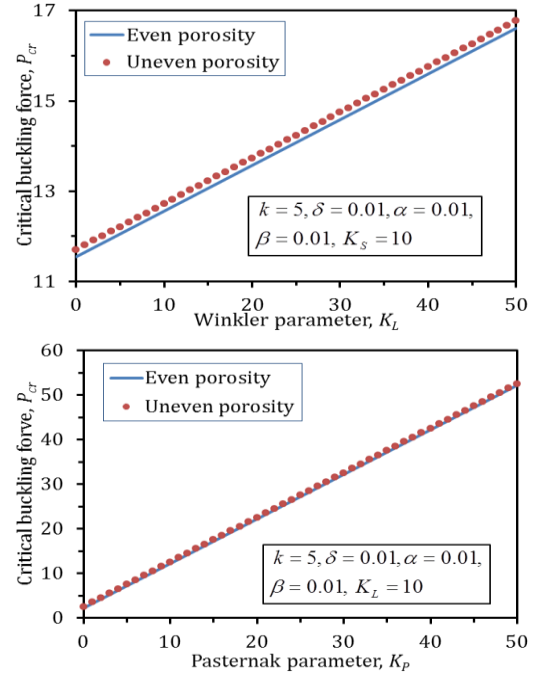 17
Even porosity
Uneven porosity
15
Critical buckling force, P_cr
13
k = 5, δ = 0.01, α = 0.01,
β = 0.01, K_S = 10
11
0 10 20 30 40 50
Winkler parameter, K_L
60
Even porosity
Uneven porosity
50
40
Critical buckling forve, P_cr
30
20
k = 5, δ = 0.01, α = 0.01,
β = 0.01, K_L = 10
10
0
0 10 20 30 40 50
Pasternak parameter, K_P